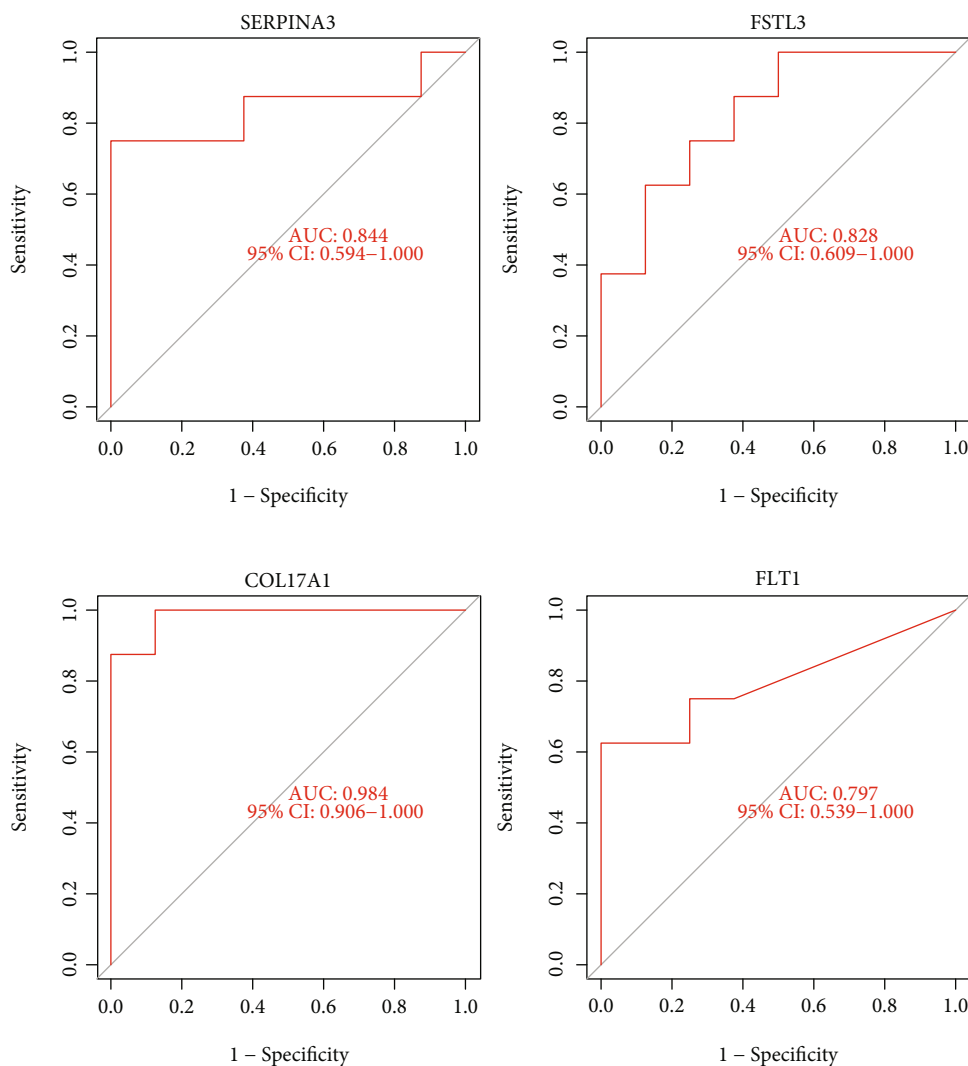 SERPINA3
Sensitivity
1.0
0.8
0.6
0.4
0.2
0.0
AUC: 0.844
95% CI: 0.594−1.000
0.0 0.2 0.4 0.6 0.8 1.0
1 − Specificity
FSTL3
Sensitivity
1.0
0.8
0.6
0.4
0.2
0.0
AUC: 0.828
95% CI: 0.609−1.000
0.0 0.2 0.4 0.6 0.8 1.0
1 − Specificity
COL17A1
Sensitivity
1.0
0.8
0.6
0.4
0.2
0.0
AUC: 0.984
95% CI: 0.906−1.000
0.0 0.2 0.4 0.6 0.8 1.0
1 − Specificity
FLT1
Sensitivity
1.0
0.8
0.6
0.4
0.2
0.0
AUC: 0.797
95% CI: 0.539−1.000
0.0 0.2 0.4 0.6 0.8 1.0
1 − Specificity